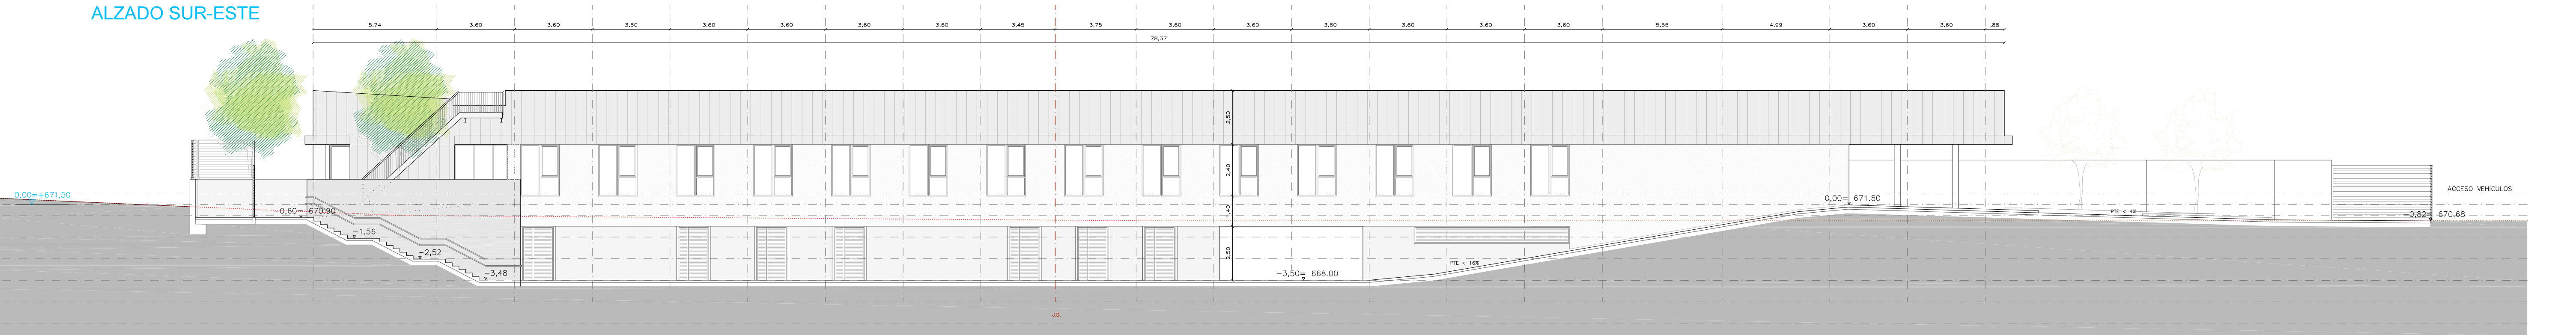 ALZADO SUR-ESTE
5,74 3,60 3,60 3,60 3,60 3,60 3,60 3,60 3,45 3,75 3,60 3,60 3,60 3,60 3,60 3,60 5,55 4,99 3,60 3,60 ,88
78,37
2,50
2,40
1,40
2,50
0,00=+671,50
-0,60= 670.90
-1,56
-2,52
-3,48
-3,50= 668.00
PTE < 16%
0,00= 671.50
PTE < 4%
ACCESO VEHÍCULOS
-0,82= 670.68
J.D.